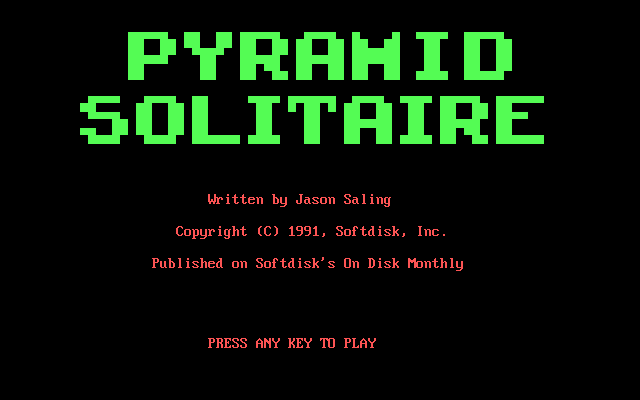 PYRAMID
SOLITAIRE
Written by Jason Saling
Copyright (C) 1991, Softdisk, Inc.
Published on Softdisk's On Disk Monthly
PRESS ANY KEY TO PLAY